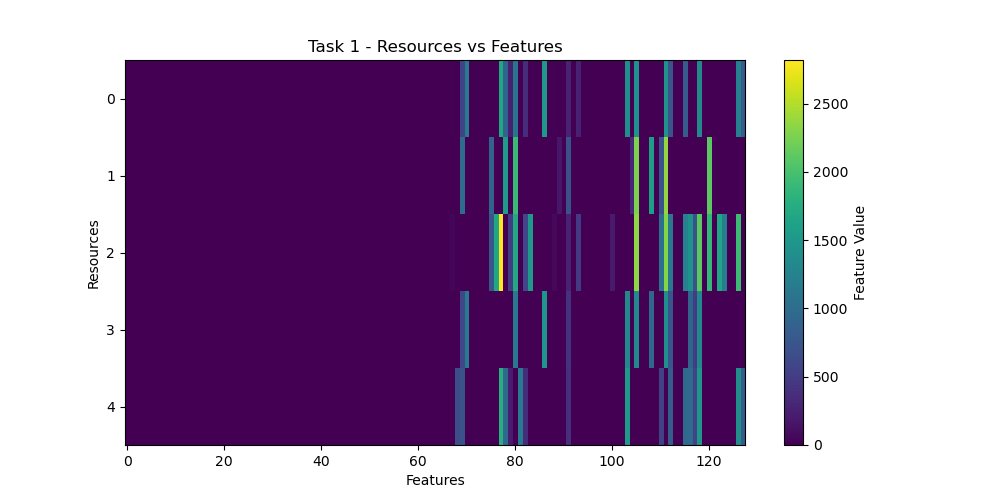 Task 1 - Resources vs Features
0
1
2
3
4
Resources
0 20 40 60 80 100 120
Features
2500
2000
1500
1000
500
0
Feature Value